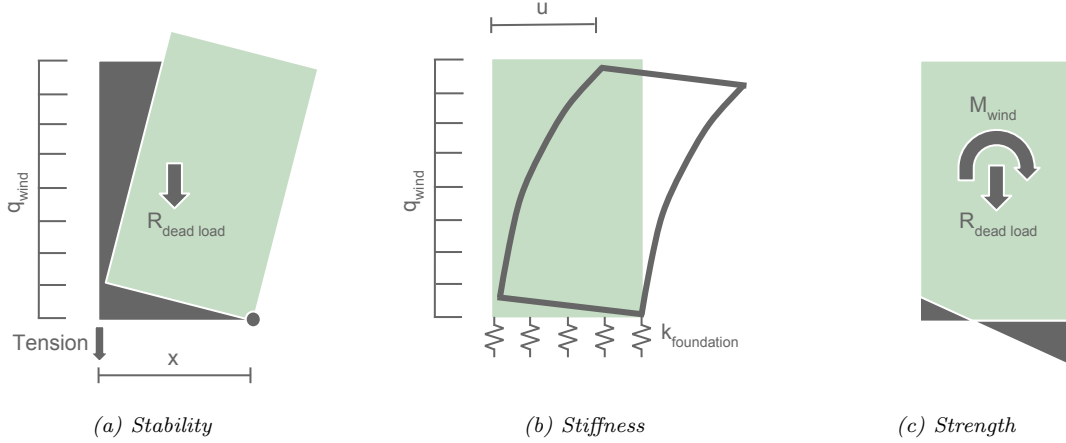 u
q_wind
R_dead load
Tension
x
q_wind
k_foundation
M_wind
R_dead load
(a) Stability
(b) Stiffness
(c) Strength